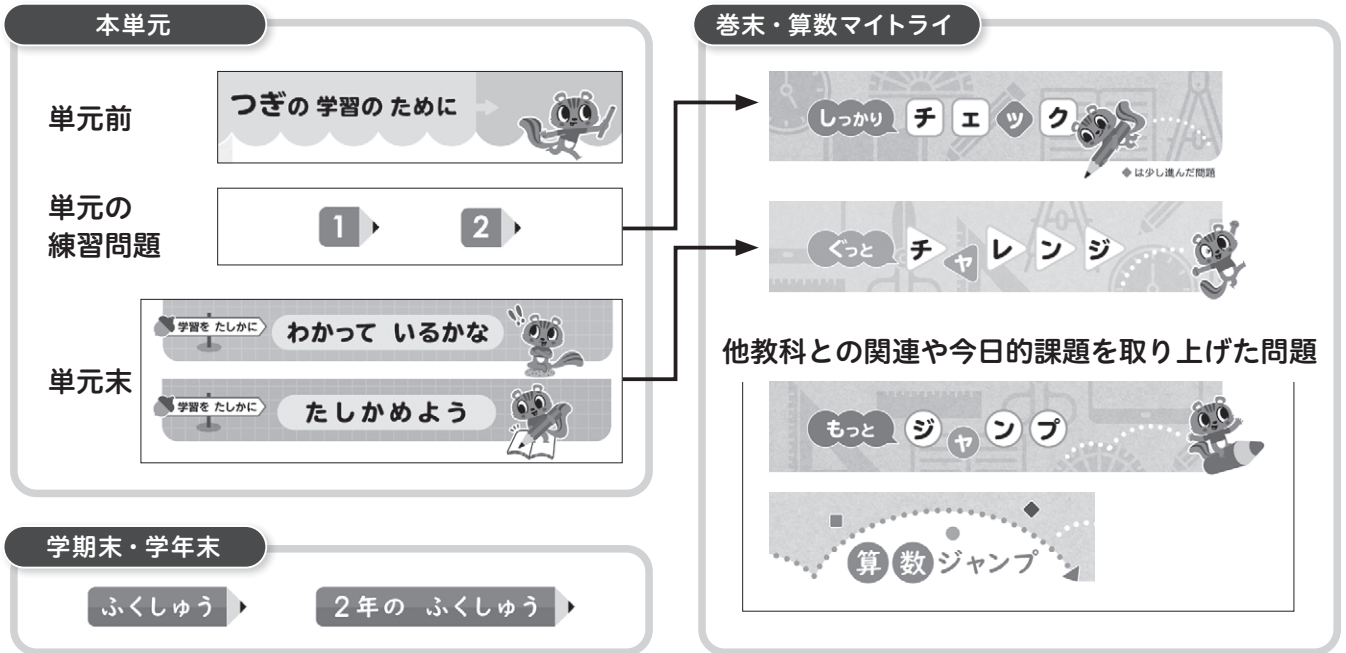 本単元
単元前
つぎの 学習の ために
単元の
練習問題
1 2
単元末
学習を たしかに わかって いるかな
学習を たしかに たしかめよう
学期末・学年末
ふくしゅう 2年の ふくしゅう
巻末・算数マイトライ
しっかり チェック
◆は少し進んだ問題
ぐっと チャレンジ
他教科との関連や今日的課題を取り上げた問題
もっと ジャンプ
算数ジャンプ